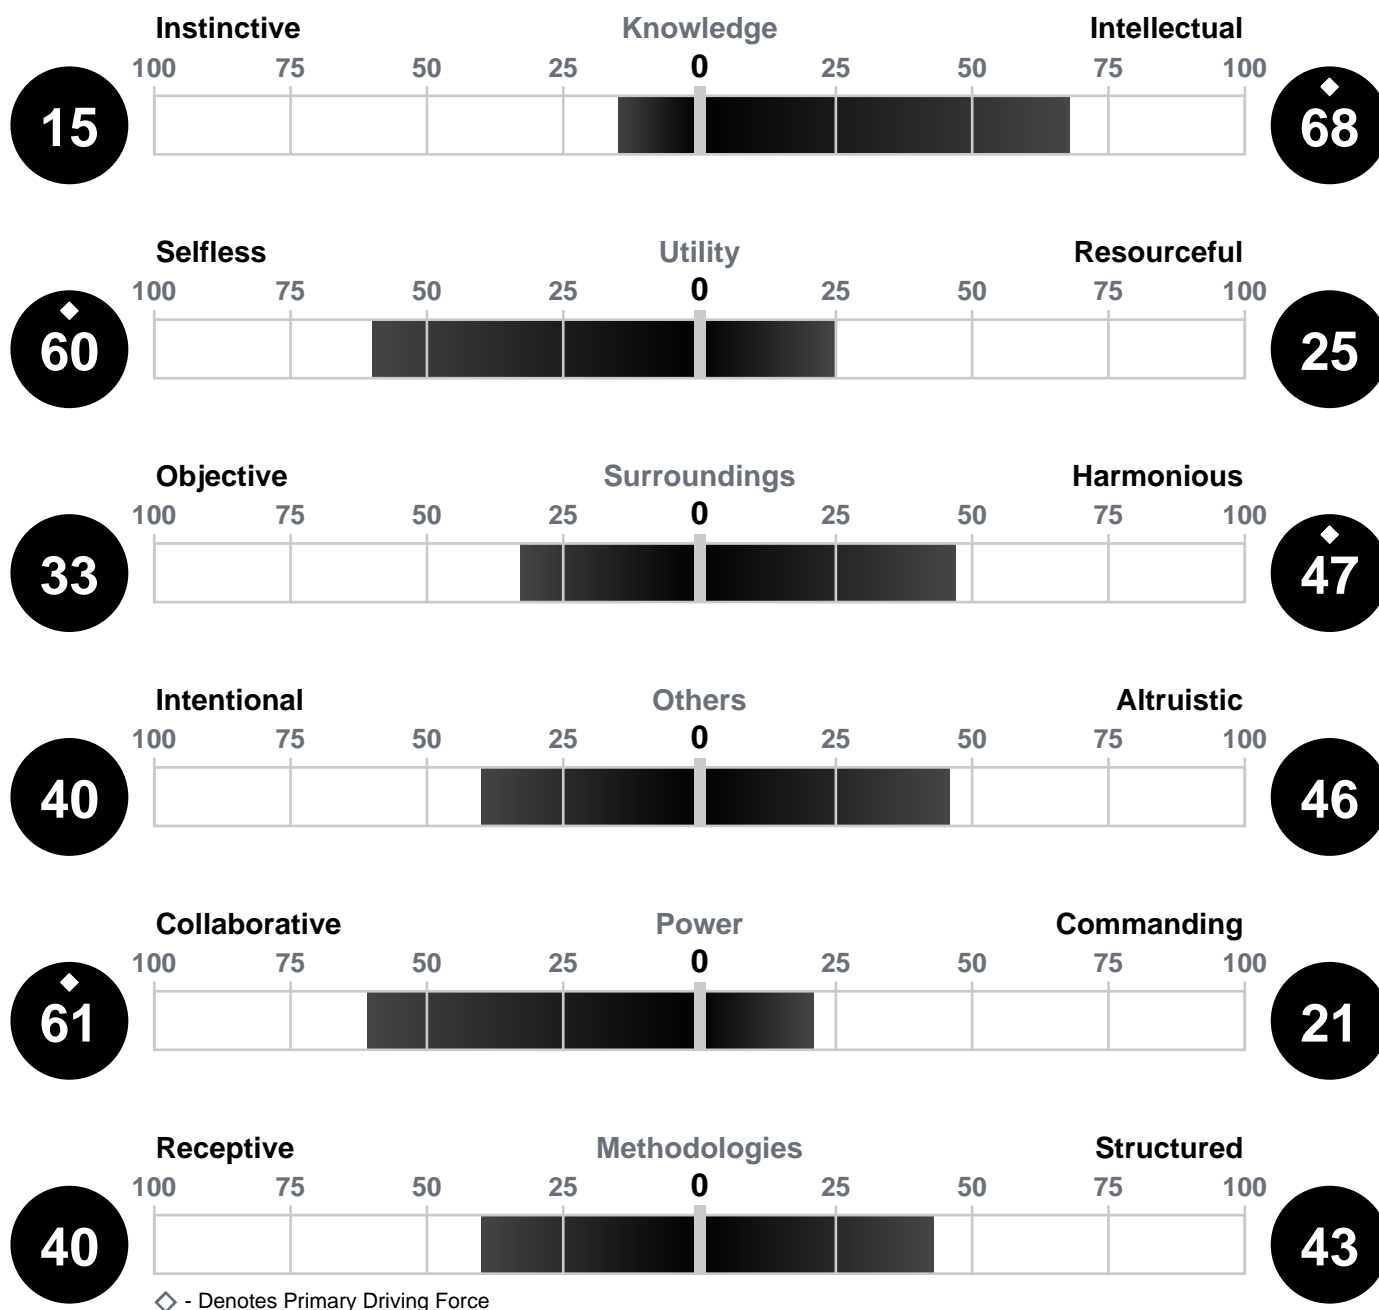 Instinctive Knowledge Intellectual
100 75 50 25 0 25 50 75 100
15 68
Selfless Utility Resourceful
100 75 50 25 0 25 50 75 100
60 25
Objective Surroundings Harmonious
100 75 50 25 0 25 50 75 100
33 47
Intentional Others Altruistic
100 75 50 25 0 25 50 75 100
40 46
Collaborative Power Commanding
100 75 50 25 0 25 50 75 100
61 21
Receptive Methodologies Structured
100 75 50 25 0 25 50 75 100
40 43
- Denotes Primary Driving Force